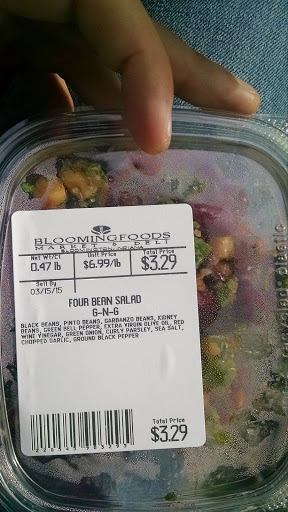 BLOOMINGFOODS
MARKET & DELI
BLOOMINGTON, INDIANA
Net Wt/Ct Unit Price Total Price
0.47 lb $6.99/lb $3.29
Sell By
03/15/15
FOUR BEAN SALAD
G-N-G
BLACK BEANS, PINTO BEANS, GARBANZO BEANS, KIDNEY
BEANS, GREEN BELL PEPPER, EXTRA VIRGIN OLIVE OIL, RED
WINE VINEGAR, GREEN ONION, CURLY PARSLEY, SEA SALT,
CHOPPED GARLIC, GROUND BLACK PEPPER
Total Price
$3.29
plastic